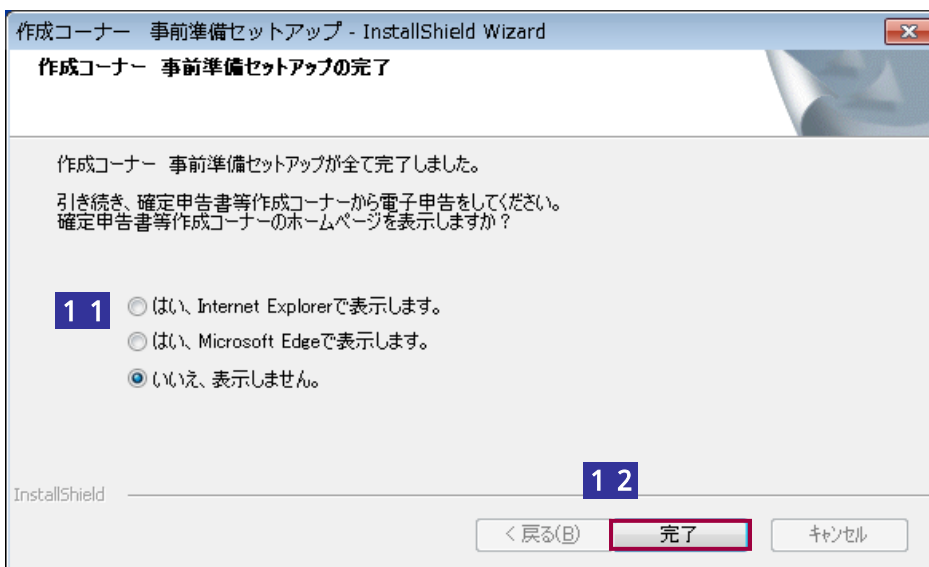 作成コーナー　事前準備セットアップ - InstallShield Wizard
作成コーナー　事前準備セットアップの完了
作成コーナー　事前準備セットアップが全て完了しました。
引き続き、確定申告書等作成コーナーから電子申告をしてください。
確定申告書等作成コーナーのホームページを表示しますか？
１１
はい、Internet Explorerで表示します。
はい、Microsoft Edgeで表示します。
いいえ、表示しません。
１２
InstallShield
< 戻る(B)
完了
キャンセル